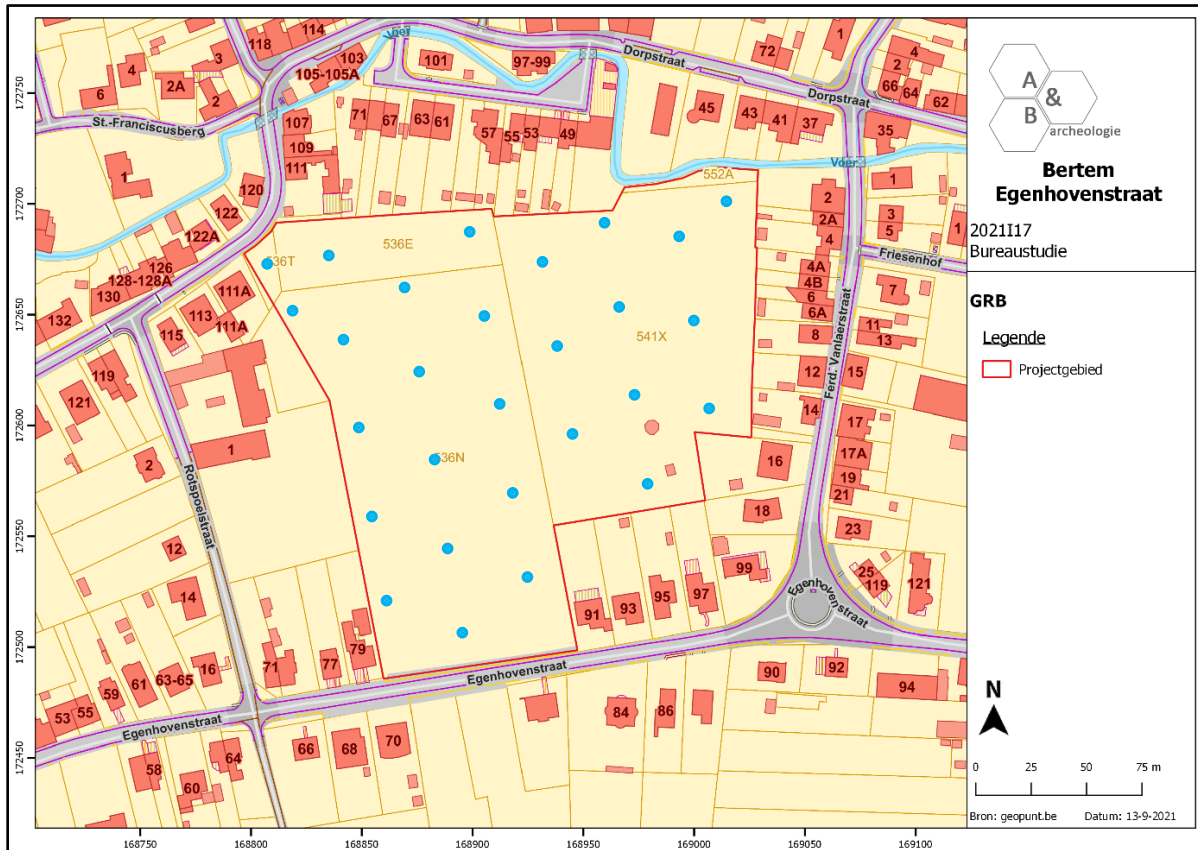 118
114
3
103
105-105A
4
2A
6
2
St.-Franciscusberg
Voer
101
97-99
Dorpstraat
72
1
4
2
66
64
62
Dorpstraat
107
109
111
71
67
63
61
57
55
53
49
45
43
41
37
35
Voer
1
1
120
122
122A
126
128-128A
130
132
552A
536E
536T
541X
536N
2
2A
4
4A
4B
6
6A
8
12
14
16
18
3
5
1
Friesenhof
7
11
13
15
17
17A
19
21
23
25
119
121
Ferd. Vanlaerstraat
111A
113
111A
115
119
121
1
2
Rotspoelstraat
12
14
16
71
79
77
63-65
61
59
55
53
Egenhovenstraat
58
60
64
66
68
70
Egenhovenstraat
91
93
95
97
99
Egenhovenstraat
84
86
90
92
94
172750
172700
172650
172600
172550
172500
172450
168750
168800
168850
168900
168950
169000
169050
169100
A
&
B
archeologie
Bertem
Egenhovenstraat
2021I17
Bureaustudie
GRB
Legende
Projectgebied
N
0 25 50 75 m
Bron: geopunt.be Datum: 13-9-2021